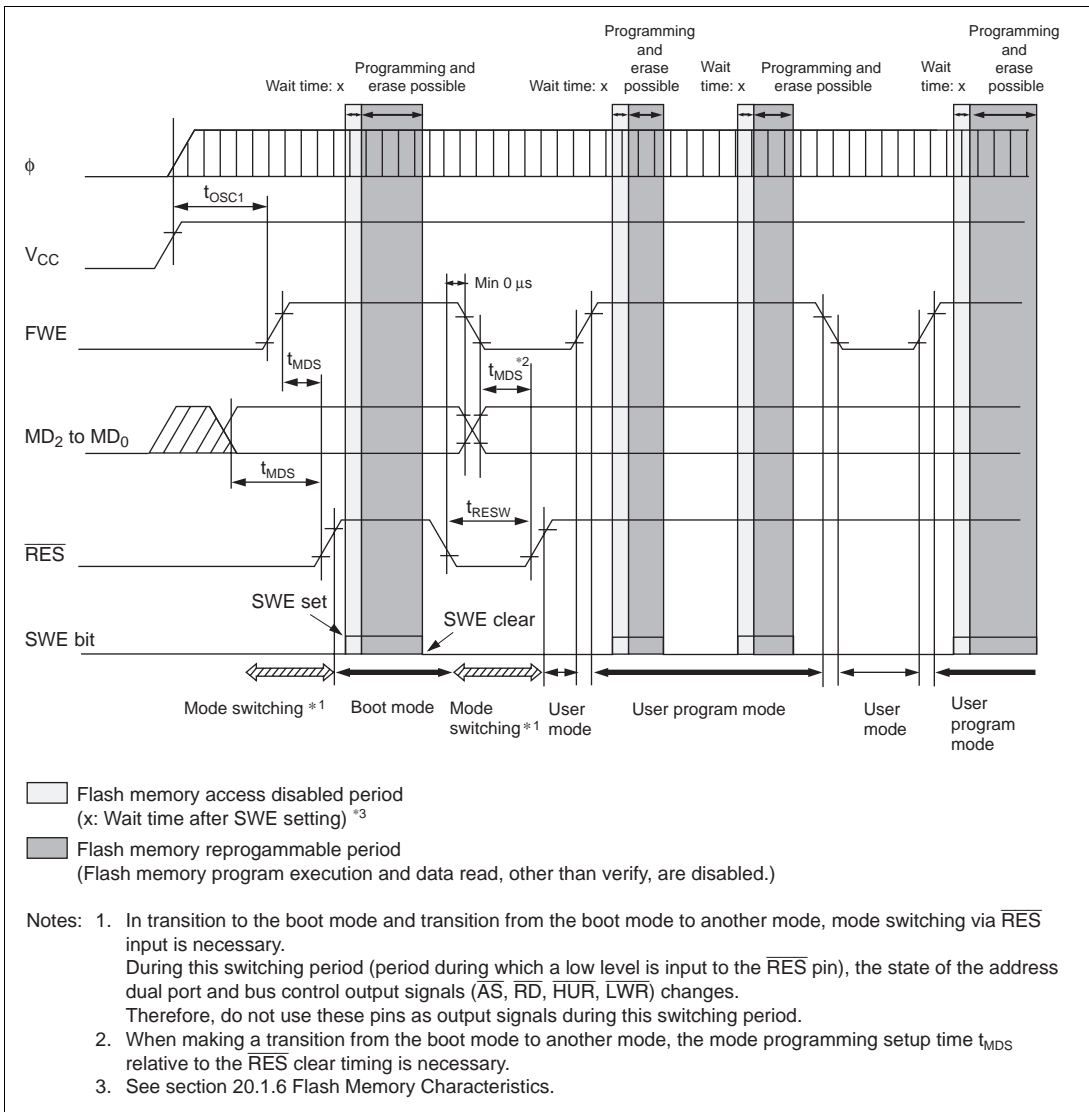 Programming and erase possible
Programming and erase possible
Wait time: x
Programming and erase possible
Wait time: x
Wait time: x
Programming and erase possible
Wait time: x
ϕ
tOSC1
VCC
Min 0 μs
FWE
tMDS
tMDS*2
MD2 to MD0
tMDS
tRESW
RES
SWE set
SWE clear
SWE bit
Mode switching *1
Boot mode
Mode switching *1
User mode
User program mode
User mode
User program mode
Flash memory access disabled period
(x: Wait time after SWE setting) *3
Flash memory reprogammable period
(Flash memory program execution and data read, other than verify, are disabled.)
Notes: 1. In transition to the boot mode and transition from the boot mode to another mode, mode switching via RES
input is necessary.
During this switching period (period during which a low level is input to the RES pin), the state of the address
dual port and bus control output signals (AS, RD, HUR, LWR) changes.
Therefore, do not use these pins as output signals during this switching period.
2. When making a transition from the boot mode to another mode, the mode programming setup time tMDS
relative to the RES clear timing is necessary.
3. See section 20.1.6 Flash Memory Characteristics.